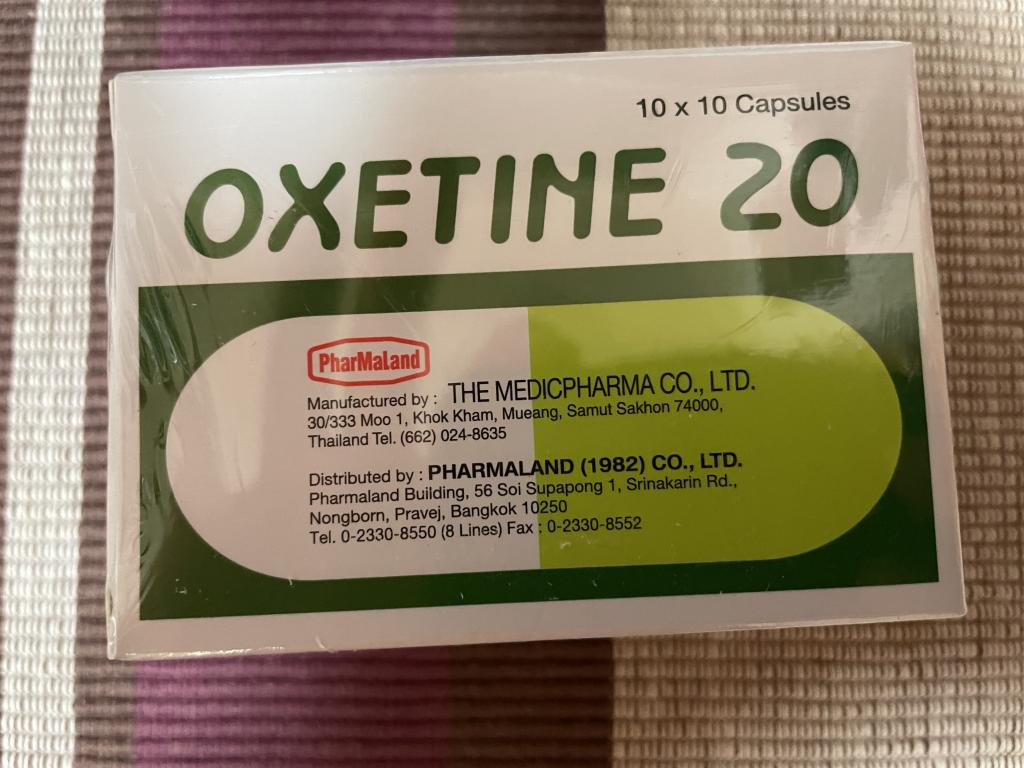 10 x 10 Capsules
OXETINE 20
PharMaLand
Manufactured by : THE MEDICPHARMA CO., LTD.
30/333 Moo 1, Khok Kham, Mueang, Samut Sakhon 74000,
Thailand Tel. (662) 024-8635
Distributed by : PHARMALAND (1982) CO., LTD.
Pharmaland Building, 56 Soi Supapong 1, Srinakarin Rd.,
Nongborn, Pravej, Bangkok 10250
Tel. 0-2330-8550 (8 Lines) Fax : 0-2330-8552